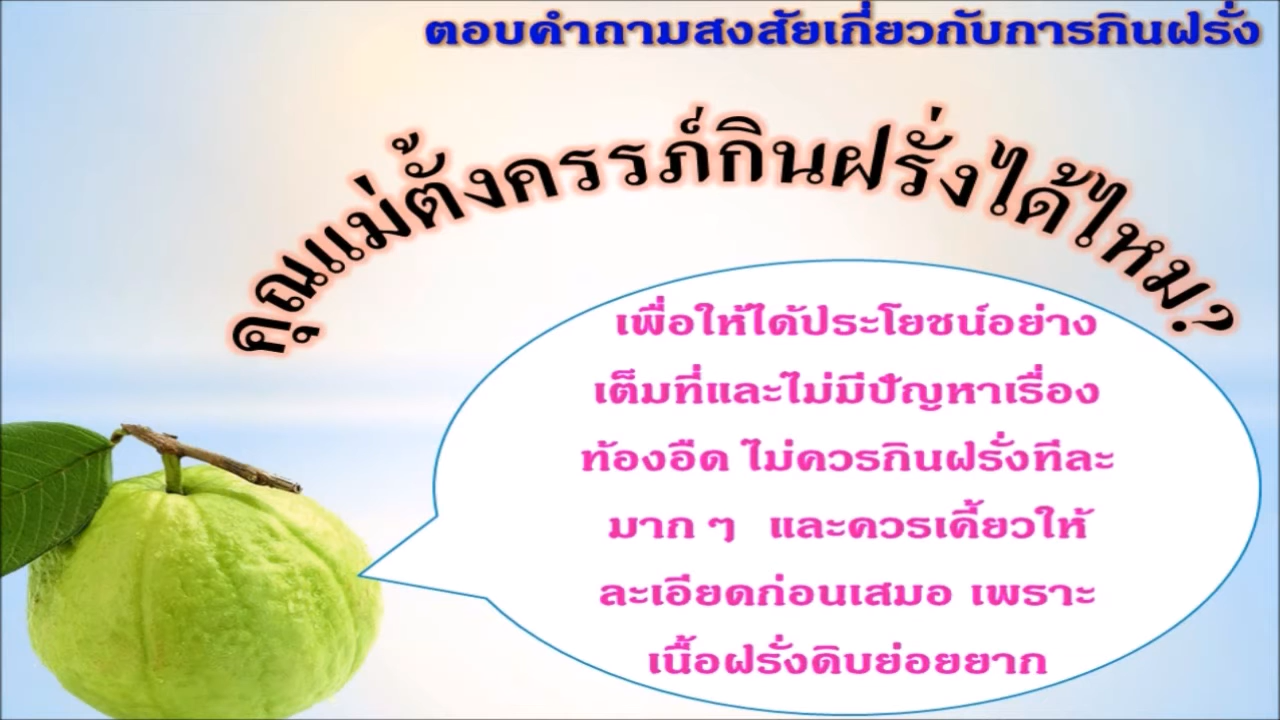 ตอบคำถามสงสัยเกี่ยวกับการกินฝรั่ง
คุณแม่ตั้งครรภ์กินฝรั่งได้ไหม?
เพื่อให้ได้ประโยชน์อย่าง
เต็มที่และไม่มีปัญหาเรื่อง
ท้องอืด ไม่ควรกินฝรั่งทีละ
มาก ๆ และควรเคี้ยวให้
ละเอียดก่อนเสมอ เพราะ
เนื้อฝรั่งดิบย่อยยาก